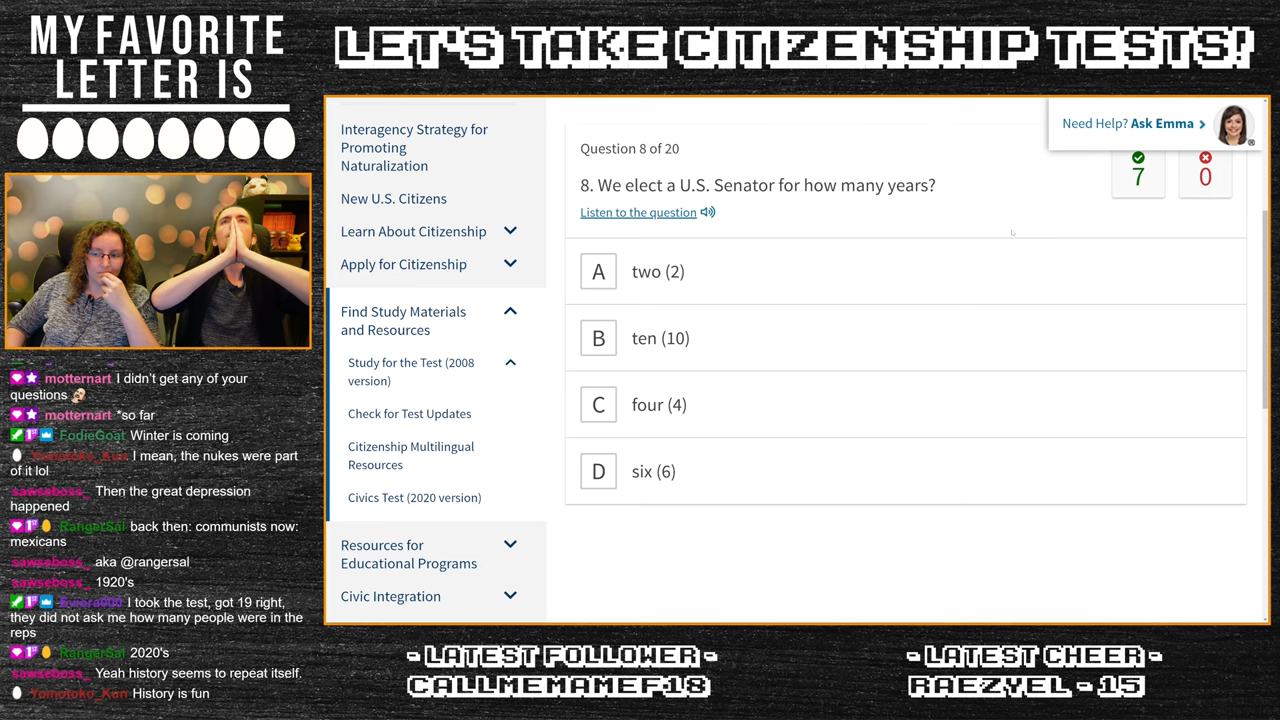 MY FAVORITE
LETTER IS
LET'S TAKE CITIZENSHIP TESTS!
Interagency Strategy for
Promoting
Naturalization
New U.S. Citizens
Learn About Citizenship
Apply for Citizenship
Find Study Materials
and Resources
Study for the Test (2008
version)
Check for Test Updates
Citizenship Multilingual
Resources
Civics Test (2020 version)
Resources for
Educational Programs
Civic Integration
Need Help? Ask Emma
Question 8 of 20
7
0
8. We elect a U.S. Senator for how many years?
Listen to the question
A two (2)
B ten (10)
C four (4)
D six (6)
motternart I didn't get any of your
questions
motternart *so far
FodieGoat Winter is coming
Yomotoko_Kun I mean, the nukes were part
of it lol
sawseboss_ Then the great depression
happened
RangerSal back then: communists now:
mexicans
sawseboss_ aka @rangersal
sawseboss_ 1920's
I took the test, got 19 right,
they did not ask me how many people were in the
reps
RangerSal 2020's
sawseboss_ Yeah history seems to repeat itself.
Yomotoko_Kun History is fun
- LATEST FOLLOWER -
CALLMEMAMEF18
- LATEST CHEER -
RAEZYEL - 15